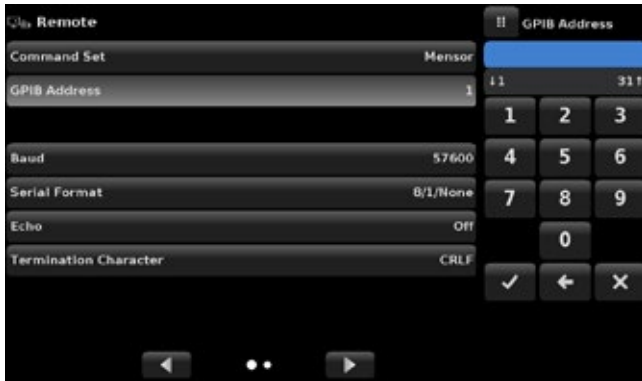 Remote
Command Set Mensor
GPIB Address 1
Baud 57600
Serial Format 8/1/None
Echo Off
Termination Character CRLF
GPIB Address
↓1 31↑
1 2 3
4 5 6
7 8 9
0